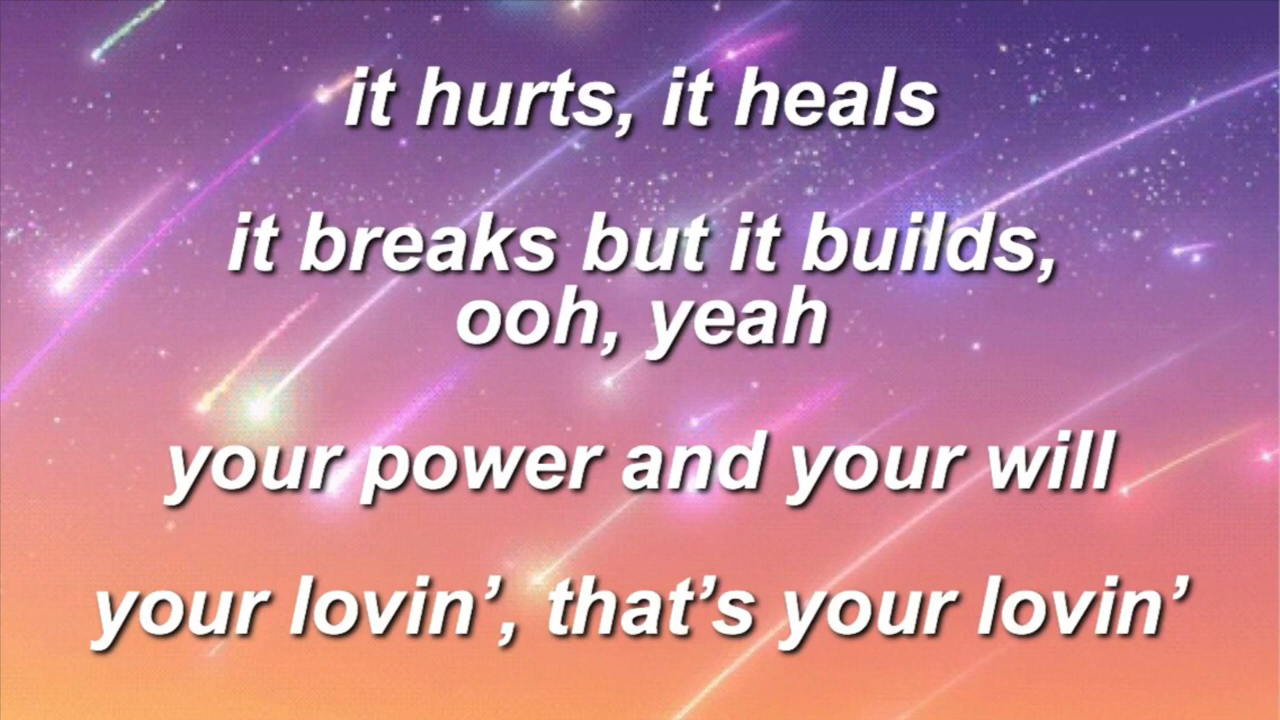 it hurts, it heals
it breaks but it builds,
ooh, yeah
your power and your will
your lovin’, that’s your lovin’